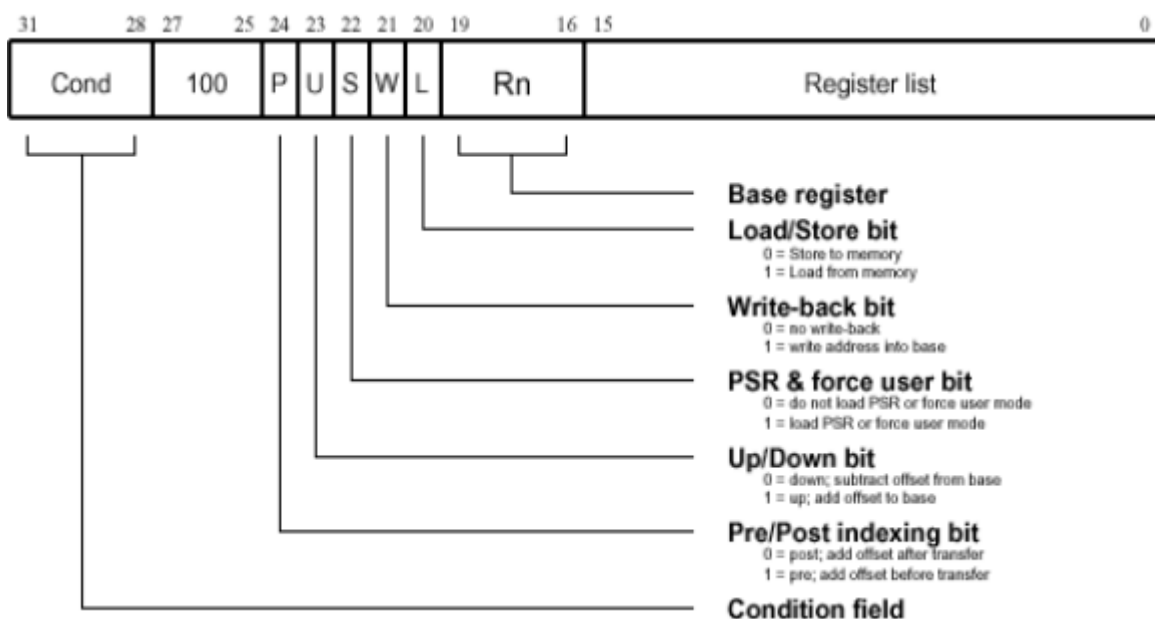 31 28 27 25 24 23 22 21 20 19 16 15 0
Cond 100 P U S W L Rn Register list
Base register
Load/Store bit
0 = Store to memory
1 = Load from memory
Write-back bit
0 = no write-back
1 = write address into base
PSR & force user bit
0 = do not load PSR or force user mode
1 = load PSR or force user mode
Up/Down bit
0 = down; subtract offset from base
1 = up; add offset to base
Pre/Post indexing bit
0 = post; add offset after transfer
1 = pre; add offset before transfer
Condition field